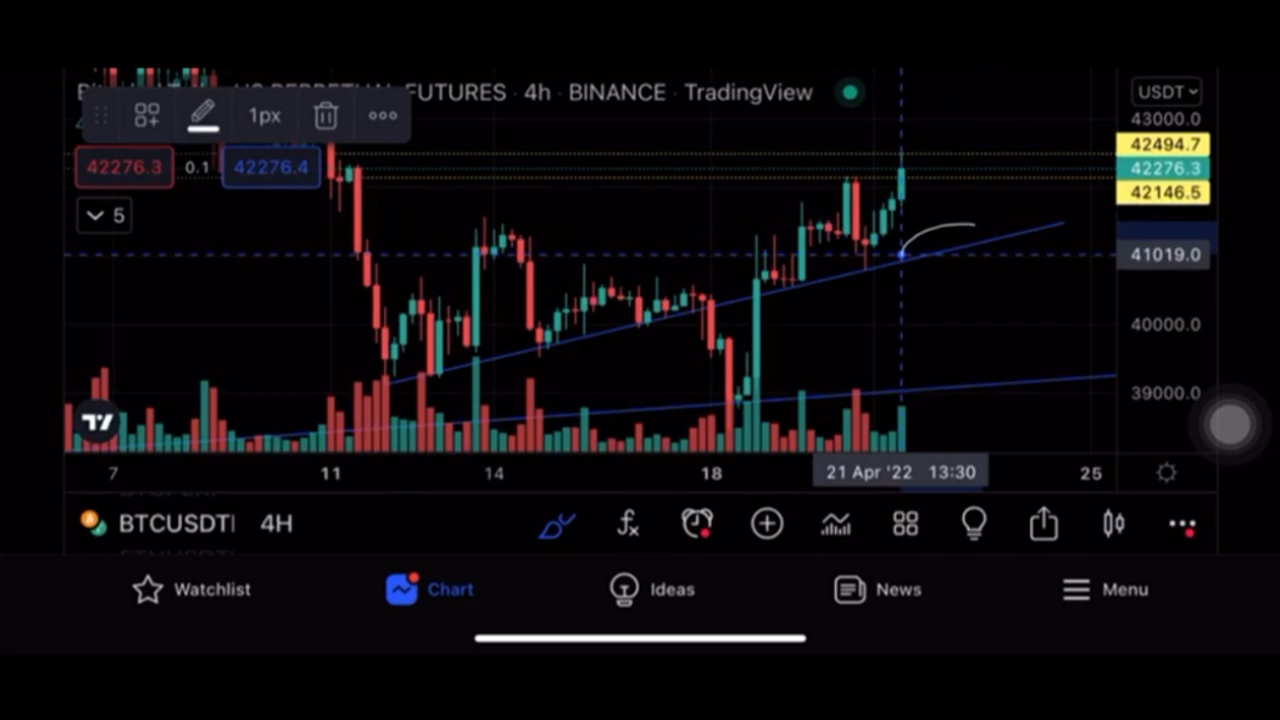 FUTURES · 4h · BINANCE · TradingView
USDT
1px
43000.0
42494.7
42276.3
0.1
42276.4
42276.3
42146.5
5
41019.0
40000.0
39000.0
7
11
14
18
21 Apr '22 13:30
25
BTCUSDT
4H
Watchlist
Chart
Ideas
News
Menu